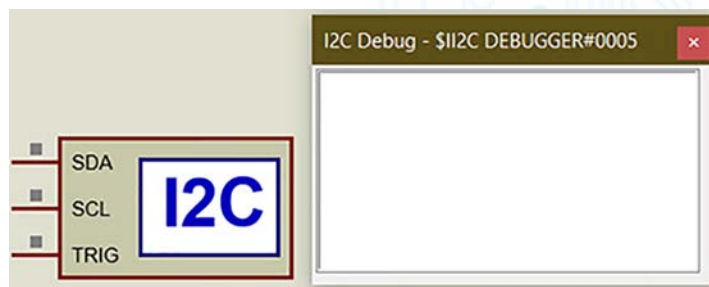 I2C Debug - $II2C DEBUGGER#0005
SDA
SCL
TRIG
I2C